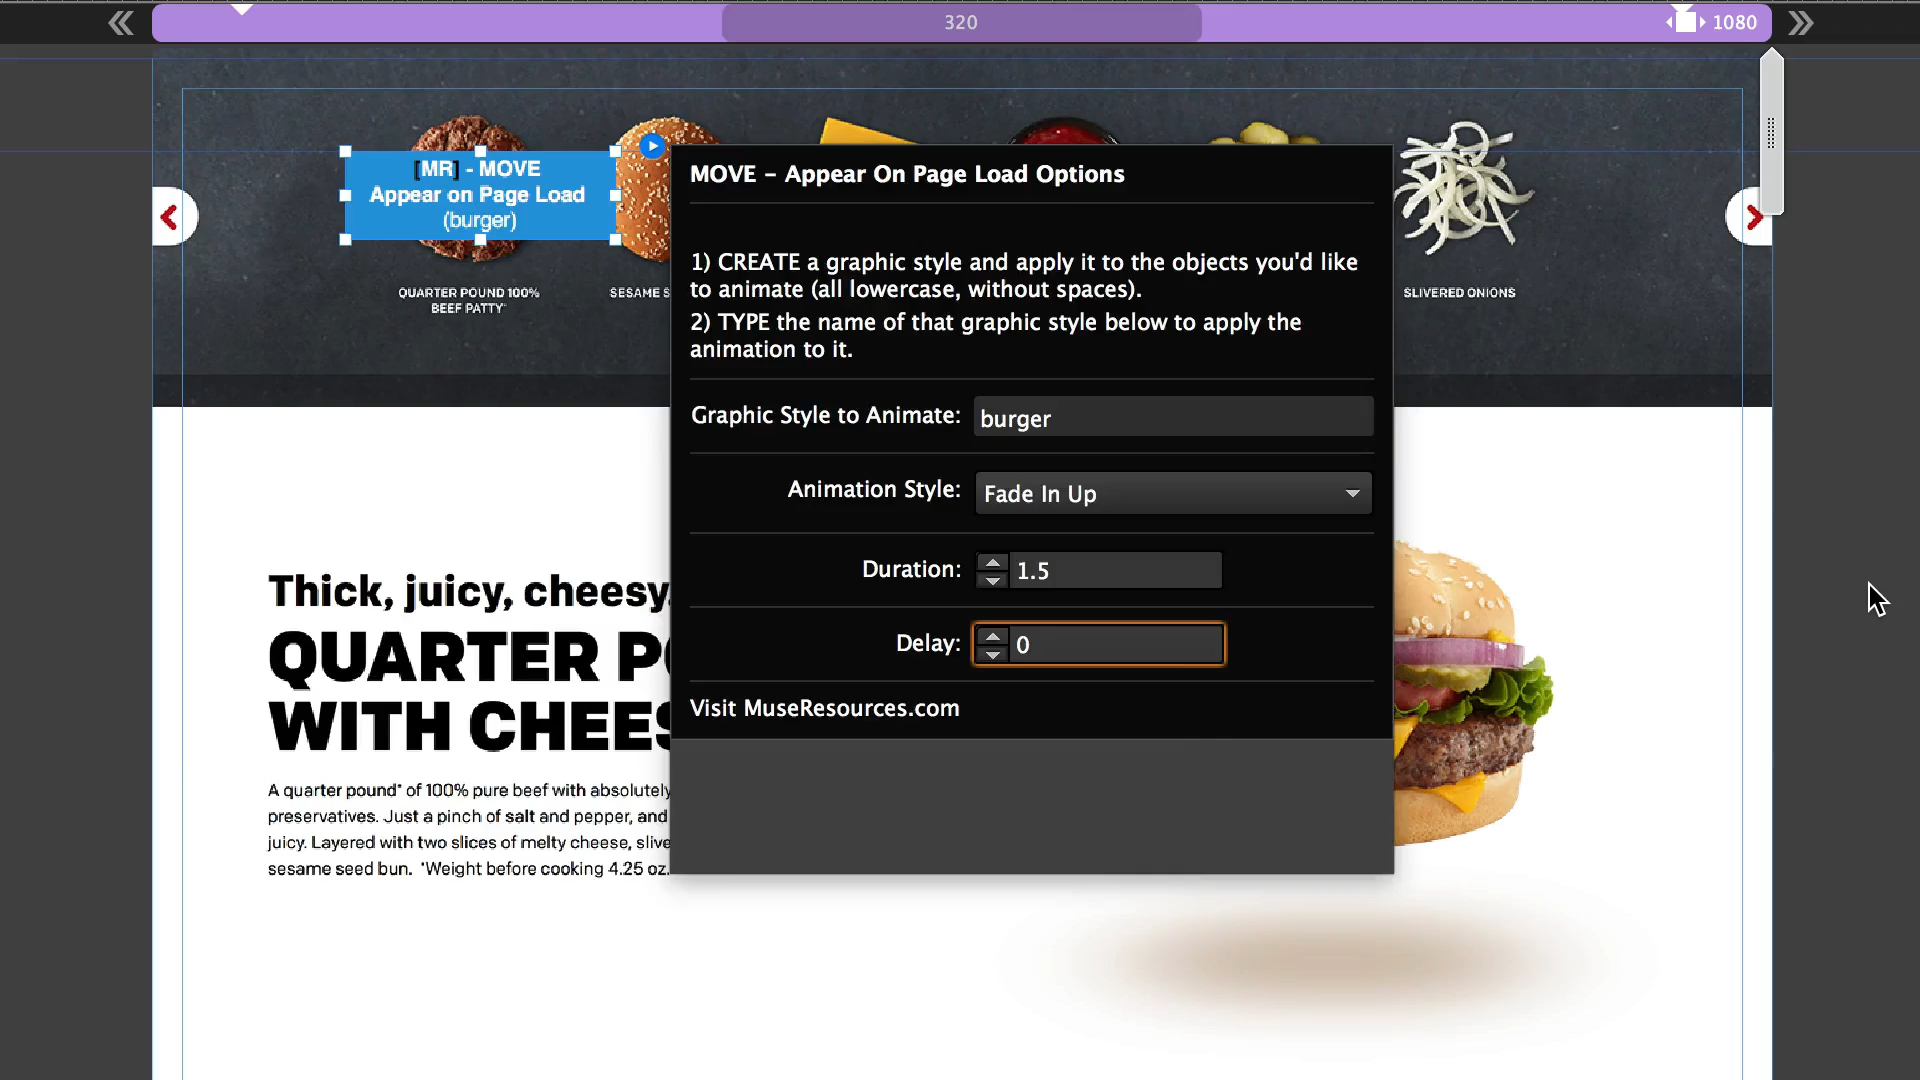 320
1080
[MR] - MOVE
Appear on Page Load
(burger)
QUARTER POUND 100%
BEEF PATTY*
SESAME S
SLIVERED ONIONS
MOVE – Appear On Page Load Options
1) CREATE a graphic style and apply it to the objects you'd like
to animate (all lowercase, without spaces).
2) TYPE the name of that graphic style below to apply the
animation to it.
Graphic Style to Animate: burger
Animation Style: Fade In Up
Duration: 1.5
Delay: 0
Visit MuseResources.com
Thick, juicy, cheesy.
QUARTER PO
WITH CHEES
A quarter pound* of 100% pure beef with absolutely
preservatives. Just a pinch of salt and pepper, and
juicy. Layered with two slices of melty cheese, slive
sesame seed bun. *Weight before cooking 4.25 oz.